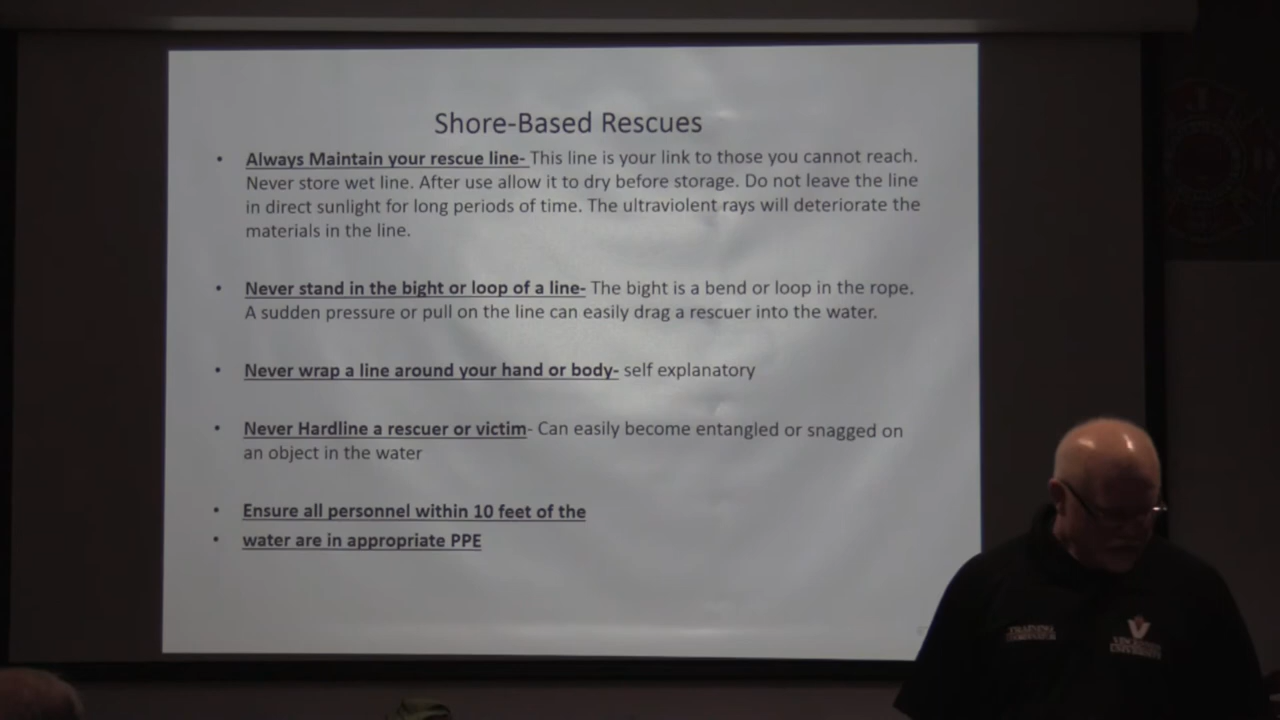 Shore-Based Rescues
• Always Maintain your rescue line- This line is your link to those you cannot reach.
Never store wet line. After use allow it to dry before storage. Do not leave the line
in direct sunlight for long periods of time. The ultraviolent rays will deteriorate the
materials in the line.
• Never stand in the bight or loop of a line- The bight is a bend or loop in the rope.
A sudden pressure or pull on the line can easily drag a rescuer into the water.
• Never wrap a line around your hand or body- self explanatory
• Never Hardline a rescuer or victim- Can easily become entangled or snagged on
an object in the water
• Ensure all personnel within 10 feet of the
• water are in appropriate PPE